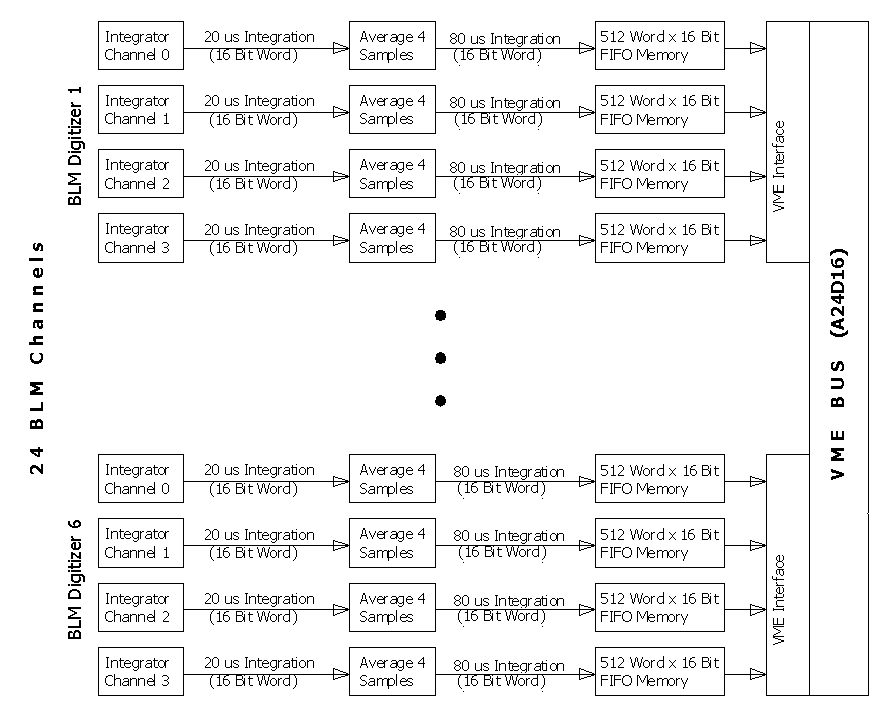 24 BLM Channels
BLM Digitizer 1
Integrator
Channel 0
20 us Integration
(16 Bit Word)
Average 4
Samples
80 us Integration
(16 Bit Word)
512 Word x 16 Bit
FIFO Memory
Integrator
Channel 1
20 us Integration
(16 Bit Word)
Average 4
Samples
80 us Integration
(16 Bit Word)
512 Word x 16 Bit
FIFO Memory
Integrator
Channel 2
20 us Integration
(16 Bit Word)
Average 4
Samples
80 us Integration
(16 Bit Word)
512 Word x 16 Bit
FIFO Memory
Integrator
Channel 3
20 us Integration
(16 Bit Word)
Average 4
Samples
80 us Integration
(16 Bit Word)
512 Word x 16 Bit
FIFO Memory
VME Interface
BLM Digitizer 6
Integrator
Channel 0
20 us Integration
(16 Bit Word)
Average 4
Samples
80 us Integration
(16 Bit Word)
512 Word x 16 Bit
FIFO Memory
Integrator
Channel 1
20 us Integration
(16 Bit Word)
Average 4
Samples
80 us Integration
(16 Bit Word)
512 Word x 16 Bit
FIFO Memory
Integrator
Channel 2
20 us Integration
(16 Bit Word)
Average 4
Samples
80 us Integration
(16 Bit Word)
512 Word x 16 Bit
FIFO Memory
Integrator
Channel 3
20 us Integration
(16 Bit Word)
Average 4
Samples
80 us Integration
(16 Bit Word)
512 Word x 16 Bit
FIFO Memory
VME Interface
VME BUS (A24D16)